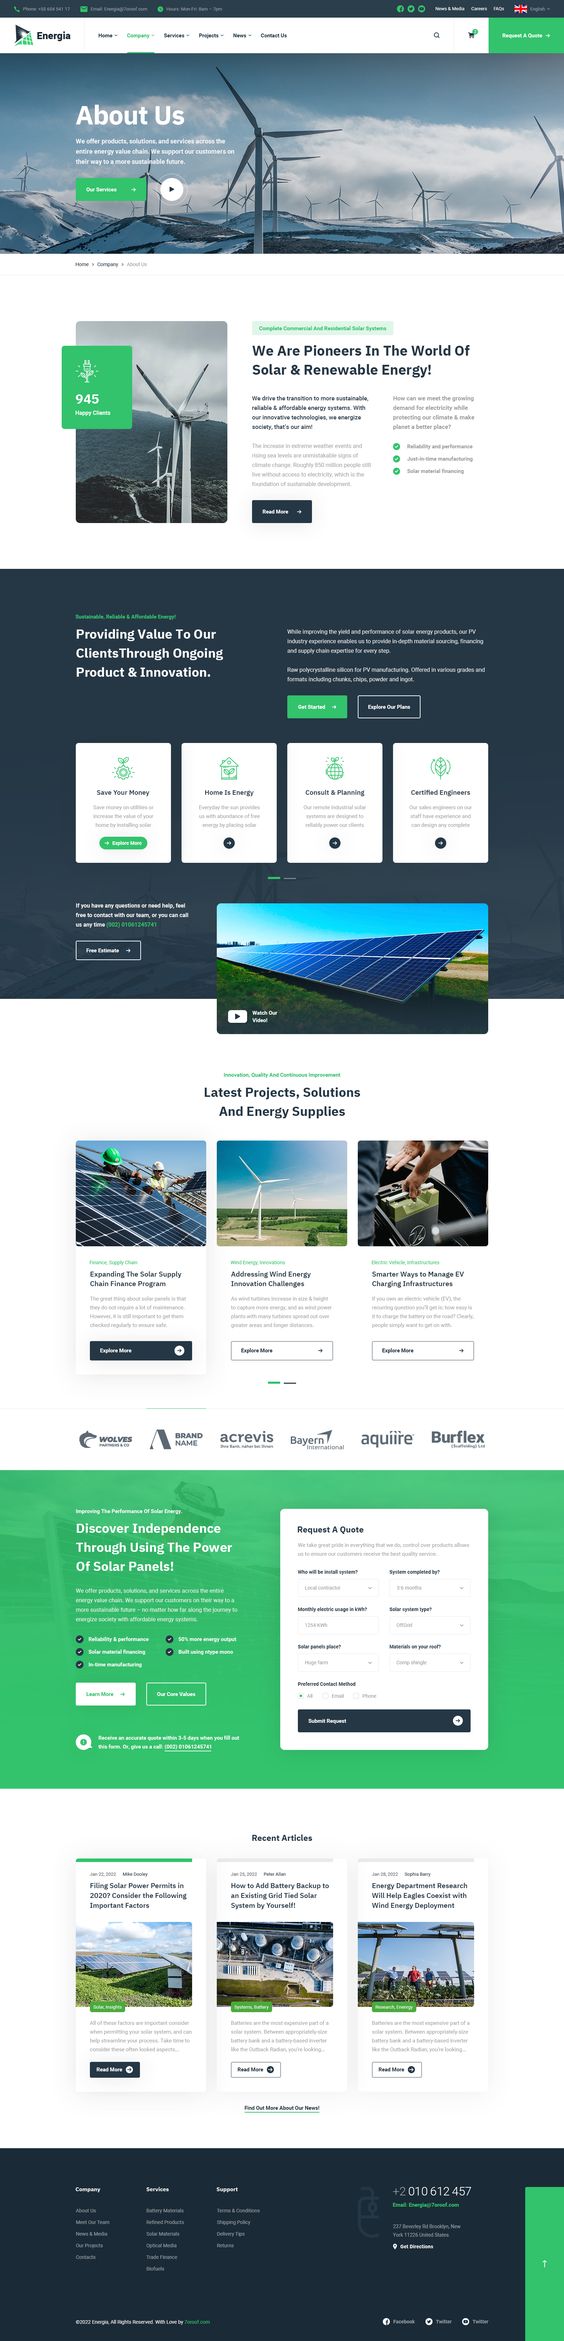 Phone: +55 654 541 17 Email: Energia@7oroof.com Hours: Mon-Fri: 8am – 7pm News & Media Careers FAQs English
Energia Home Company Services Projects News Contact Us Request A Quote
About Us
We offer products, solutions, and services across the
entire energy value chain. We support our customers on
their way to a more sustainable future.
Our Services
Home > Company > About Us
945
Happy Clients
Complete Commercial And Residential Solar Systems
We Are Pioneers In The World Of
Solar & Renewable Energy!
We drive the transition to more sustainable,
reliable & affordable energy systems. With
our innovative technologies, we energize
society, that's our aim!
The increase in extreme weather events and
rising sea levels are unmistakable signs of
climate change. Roughly 850 million people still
live without access to electricity, which is the
foundation of sustainable development.
Read More
How can we meet the growing
demand for electricity while
protecting our climate & make
planet a better place?
Reliability and performance
Just-in-time manufacturing
Solar material financing
Sustainable, Reliable & Affordable Energy!
Providing Value To Our
ClientsThrough Ongoing
Product & Innovation.
While improving the yield and performance of solar energy products, our PV
industry experience enables us to provide in-depth material sourcing, financing
and supply chain expertise for every step.
Raw polycrystalline silicon for PV manufacturing. Offered in various grades and
formats including chunks, chips, powder and ingot.
Get Started
Explore Our Plans
Save Your Money
Save money on utilities or
increase the value of your
home by installing solar
Explore More
Home Is Energy
Everyday the sun provides
us with abundance of free
energy by placing solar
Consult & Planning
Our remote industrial solar
systems are designed to
reliably power our clients
Certified Engineers
Our sales engineers on our
staff have experience and
can design any complete
If you have any questions or need help, feel
free to contact with our team, or you can call
us any time (002) 01061245741
Free Estimate
Watch Our
Video!
Innovation, Quality And Continuous Improvement
Latest Projects, Solutions
And Energy Supplies
Finance, Supply Chain
Expanding The Solar Supply
Chain Finance Program
The great thing about solar panels is that
they do not require a lot of maintenance.
However, it is still important to get them
checked regularly to ensure safe.
Explore More
Wind Energy, Innovations
Addressing Wind Energy
Innovation Challenges
As wind turbines increase in size & height
to capture more energy, and as wind power
plants with many turbines spread out over
greater areas and longer distances.
Explore More
Electric Vehicle, Infrastructures
Smarter Ways to Manage EV
Charging Infrastructures
If you own an electric vehicle (EV), the
recurring question you'll get is: how easy is
it to charge the battery on the road? Clearly,
people simply want to get on with.
Explore More
WOLVES
PARTNERS & CO
BRAND
NAME
acrevis
Ihre Bank. näher bei Ihnen
Bayern
International
aquiire
Burflex
(Scaffolding) Ltd
Improving The Performance Of Solar Energy.
Discover Independence
Through Using The Power
Of Solar Panels!
We offer products, solutions, and services across the entire
energy value chain. We support our customers on their way to a
more sustainable future – no matter how far along the journey to
energize society with affordable energy systems.
Reliability & performance
50% more energy output
Solar material financing
Built using ntype mono
In-time manufacturing
Learn More
Our Core Values
Receive an accurate quote within 3-5 days when you fill out
this form. Or, give us a call: (002) 01061245741
Request A Quote
We take great pride in everything that we do, control over products allows
us to ensure our customers receive the best quality service.
Who will be install system? System completed by?
Local contractor 3:6 months
Monthly electric usage in kWh? Solar system type?
1254 KWh OffGrid
Solar panels place? Materials on your roof?
Huge farm Comp shingle
Preferred Contact Method
All Email Phone
Submit Request
Recent Articles
Jan 22, 2022 Mike Dooley
Filing Solar Power Permits in
2020? Consider the Following
Important Factors
Solar, Insights
All of these factors are important consider
when permitting your solar system, and can
help streamline your process. Take time to
consider these often looked aspects...
Read More
Jan 25, 2022 Peter Allan
How to Add Battery Backup to
an Existing Grid Tied Solar
System by Yourself!
Systems, Battery
Batteries are the most expensive part of a
solar system. Between appropriately-size
battery bank and a battery-based inverter
like the Outback Radian, you're looking...
Read More
Jan 28, 2022 Sophia Barry
Energy Department Research
Will Help Eagles Coexist with
Wind Energy Deployment
Research, Energy
Batteries are the most expensive part of a
solar system. Between appropriately-size
battery bank and a battery-based inverter
like the Outback Radian, you're looking...
Read More
Find Out More About Our News!
Company
About Us
Meet Our Team
News & Media
Our Projects
Contacts
Services
Battery Materials
Refined Products
Solar Materials
Optical Media
Trade Finance
Biofuels
Support
Terms & Conditions
Shipping Policy
Delivery Tips
Returns
+2 010 612 457
Email: Energia@7oroof.com
237 Beverley Rd Brooklyn, New
York 11226 United States
Get Directions
©2022 Energia, All Rights Reserved. With Love by 7oroof.com
Facebook Twitter Twitter